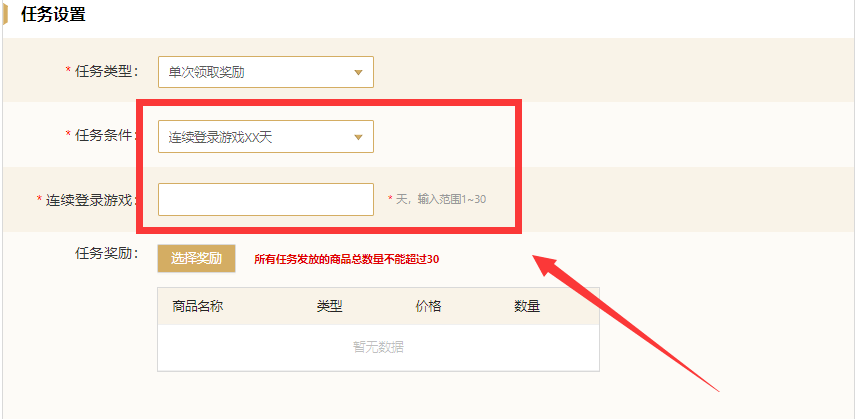 任务设置
* 任务类型： 单次领取奖励
* 任务条件： 连续登录游戏XX天
* 连续登录游戏： * 天，输入范围1~30
任务奖励： 选择奖励 所有任务发放的商品总数量不能超过30
商品名称 类型 价格 数量
暂无数据